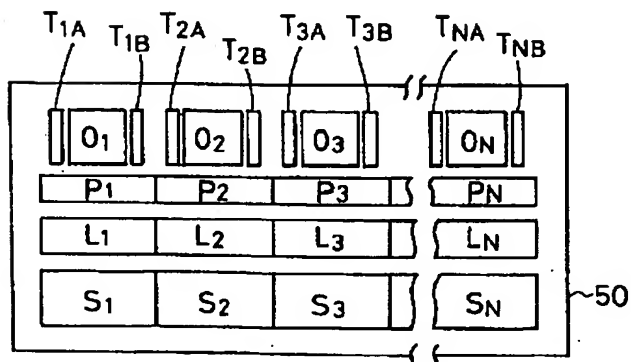 T1A T1B T2A T2B T3A T3B TNA TNB
O1 O2 O3 ON
P1 P2 P3 PN
L1 L2 L3 LN
S1 S2 S3 SN
50